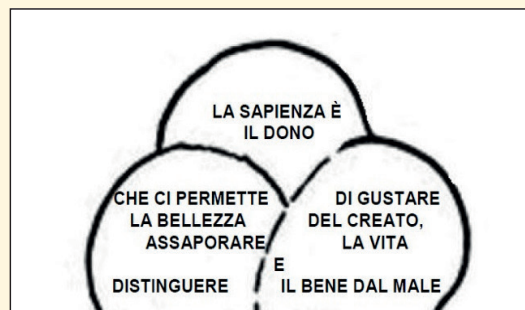 LA SAPIENZA È
IL DONO
CHE CI PERMETTE DI GUSTARE
LA BELLEZZA DEL CREATO,
ASSAPORARE LA VITA
E
DISTINGUERE IL BENE DAL MALE